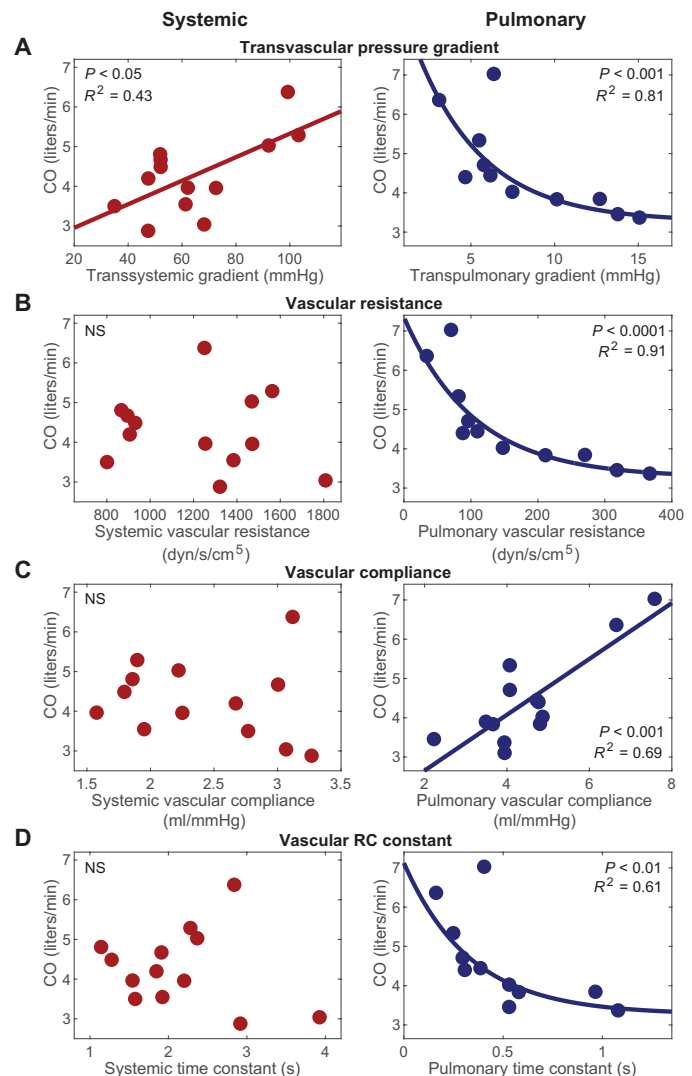 Systemic
Pulmonary
A
Transvascular pressure gradient
P < 0.05
R² = 0.43
CO (liters/min)
7
6
5
4
3
20
40
60
80
100
Transsystemic gradient (mmHg)
P < 0.001
R² = 0.81
CO (liters/min)
7
6
5
4
3
5
10
15
Transpulmonary gradient (mmHg)
B
Vascular resistance
NS
CO (liters/min)
7
6
5
4
3
800
1000
1200
1400
1600
1800
Systemic vascular resistance
(dyn/s/cm⁵)
P < 0.0001
R² = 0.91
CO (liters/min)
7
6
5
4
3
0
100
200
300
400
Pulmonary vascular resistance
(dyn/s/cm⁵)
C
Vascular compliance
NS
CO (liters/min)
7
6
5
4
3
1.5
2
2.5
3
3.5
Systemic vascular compliance
(ml/mmHg)
P < 0.001
R² = 0.69
CO (liters/min)
7
6
5
4
3
2
4
6
8
Pulmonary vascular compliance
(ml/mmHg)
D
Vascular RC constant
NS
CO (liters/min)
7
6
5
4
3
1
2
3
4
Systemic time constant (s)
P < 0.01
R² = 0.61
CO (liters/min)
7
6
5
4
3
0
0.5
1
Pulmonary time constant (s)